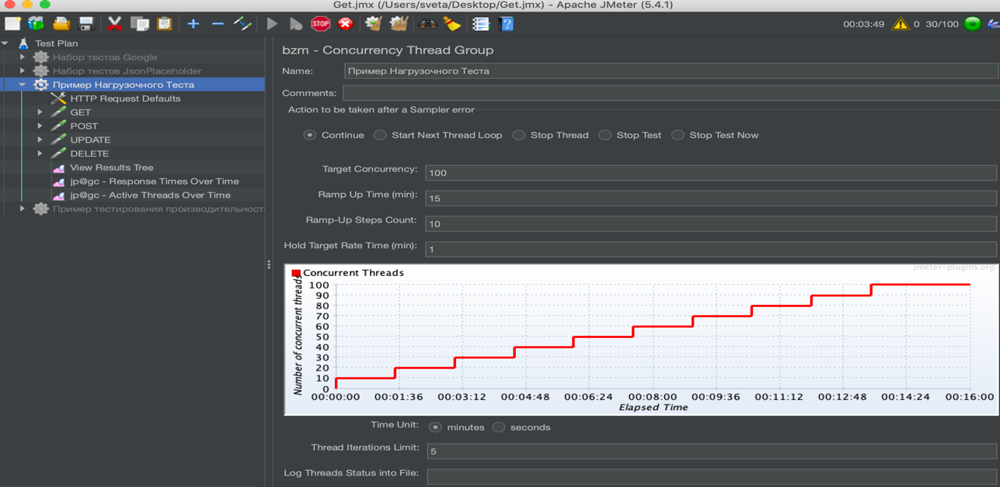 Get.jmx (/Users/sveta/Desktop/Get.jmx) - Apache JMeter (5.4.1)
STOP
00:03:49
0 30/100
Test Plan
Набор тестов Google
Набор тестов JsonPlaceholder
Пример Нагрузочного Теста
HTTP Request Defaults
GET
POST
UPDATE
DELETE
View Results Tree
jp@gc - Response Times Over Time
jp@gc - Active Threads Over Time
Пример тестирования производительност
bzm - Concurrency Thread Group
Name: Пример Нагрузочного Теста
Comments:
Action to be taken after a Sampler error
Continue Start Next Thread Loop Stop Thread Stop Test Stop Test Now
Target Concurrency: 100
Ramp Up Time (min): 15
Ramp-Up Steps Count: 10
Hold Target Rate Time (min): 1
Concurrent Threads
jmeter-plugins.org
Number of concurrent threads
100
90
80
70
60
50
40
30
20
10
0
00:00:00 00:01:36 00:03:12 00:04:48 00:06:24 00:08:00 00:09:36 00:11:12 00:12:48 00:14:24 00:16:00
Elapsed Time
Time Unit: minutes seconds
Thread Iterations Limit: 5
Log Threads Status into File: